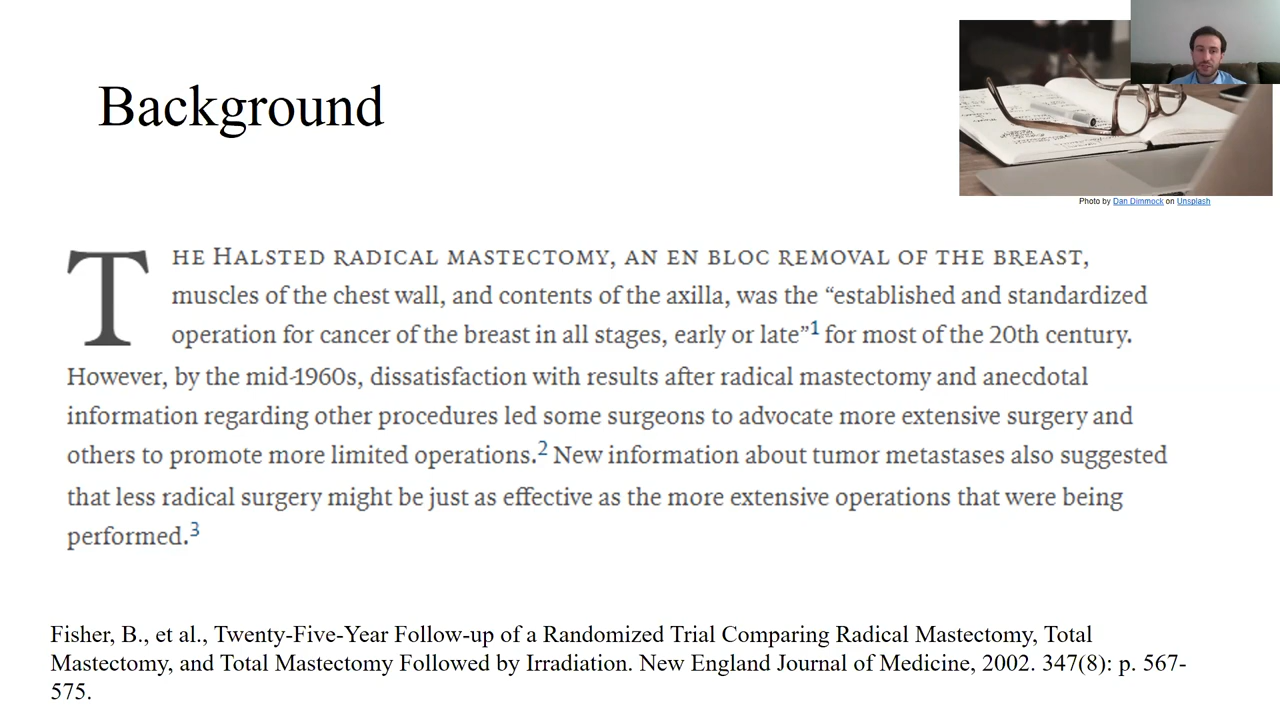 Background
Photo by Dan Dimmock on Unsplash
THE HALSTED RADICAL MASTECTOMY, AN EN BLOC REMOVAL OF THE BREAST,
muscles of the chest wall, and contents of the axilla, was the “established and standardized
operation for cancer of the breast in all stages, early or late”1 for most of the 20th century.
However, by the mid-1960s, dissatisfaction with results after radical mastectomy and anecdotal
information regarding other procedures led some surgeons to advocate more extensive surgery and
others to promote more limited operations.2 New information about tumor metastases also suggested
that less radical surgery might be just as effective as the more extensive operations that were being
performed.3
Fisher, B., et al., Twenty-Five-Year Follow-up of a Randomized Trial Comparing Radical Mastectomy, Total
Mastectomy, and Total Mastectomy Followed by Irradiation. New England Journal of Medicine, 2002. 347(8): p. 567-
575.